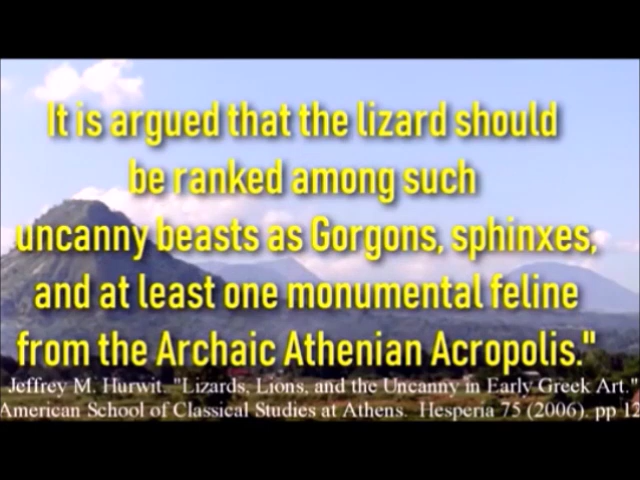 It is argued that the lizard should
be ranked among such
uncanny beasts as Gorgons, sphinxes,
and at least one monumental feline
from the Archaic Athenian Acropolis."
Jeffrey M. Hurwit. "Lizards, Lions, and the Uncanny in Early Greek Art."
American School of Classical Studies at Athens. Hesperia 75 (2006). pp 12